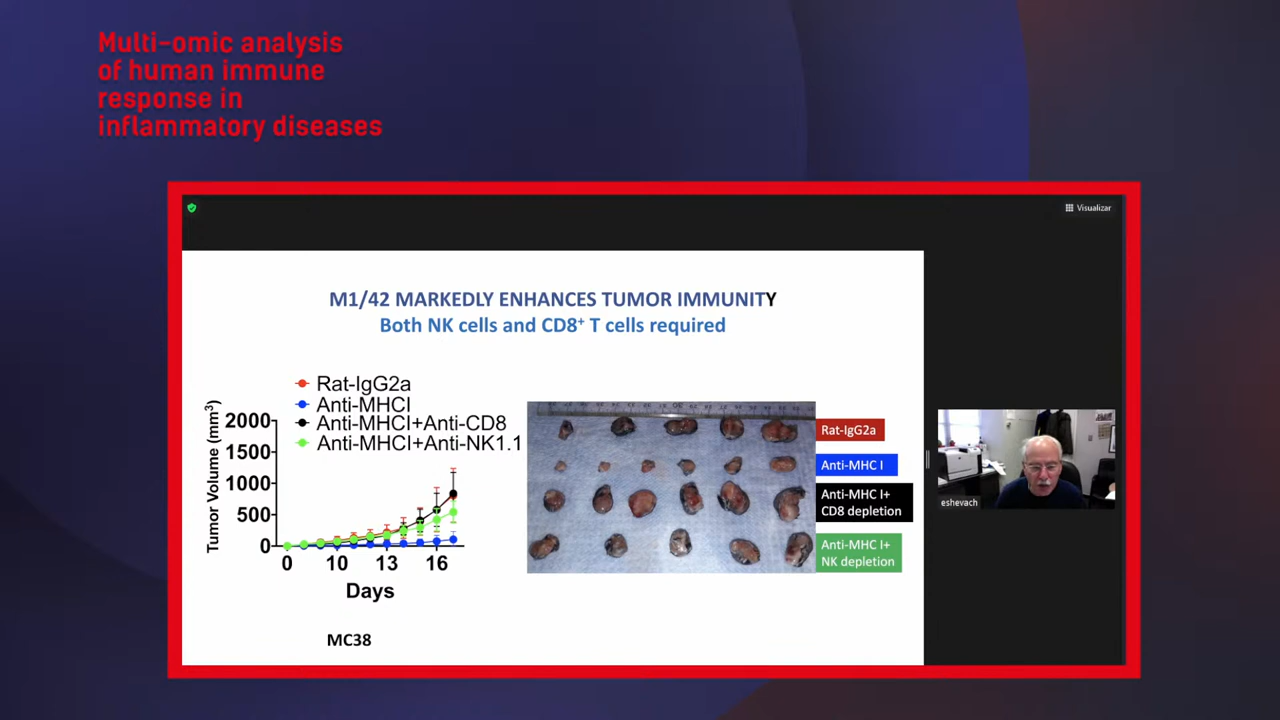 Multi-omic analysis
of human immune
response in
inflammatory diseases
Visualizar
M1/42 MARKEDLY ENHANCES TUMOR IMMUNITY
Both NK cells and CD8⁺ T cells required
Rat-IgG2a
Anti-MHCI
Anti-MHCI+Anti-CD8
Anti-MHCI+Anti-NK1.1
Tumor Volume (mm³)
2000
1500
1000
500
0
0 10 13 16
Days
MC38
Rat-IgG2a
Anti-MHC I
Anti-MHC I+
CD8 depletion
Anti-MHC I+
NK depletion
eshevach